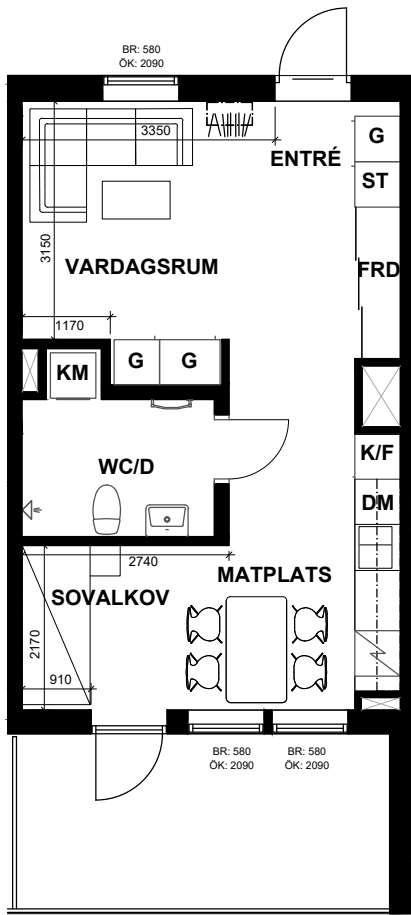 BR: 580
ÖK: 2090
3350
G
ENTRÉ
ST
3150
VARDAGSRUM
FRD
1170
G
G
KM
K/F
WC/D
DM
2740
MATPLATS
SOVALKOV
2170
910
BR: 580
ÖK: 2090
BR: 580
ÖK: 2090